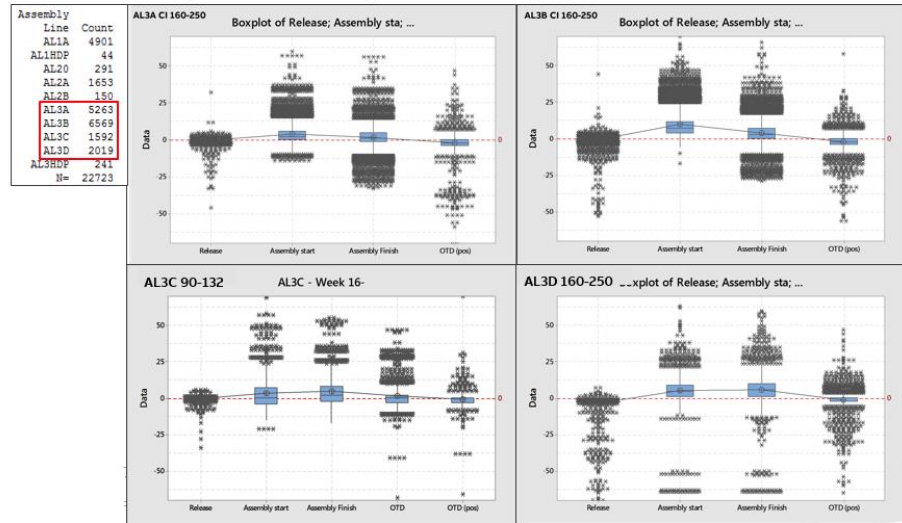 Assembly
Line Count
AL1A 4901
AL1HDP 44
AL20 291
AL2A 1653
AL2B 150
AL3A 5263
AL3B 6569
AL3C 1592
AL3D 2019
AL3HDP 241
N= 22723
AL3A CI 160-250
Boxplot of Release; Assembly sta; ...
Data
50
25
0
-25
-50
0
Release Assembly start Assembly Finish OTD (pos)
AL3B CI 160-250
Boxplot of Release; Assembly sta; ...
Data
50
25
0
-25
-50
0
Release Assembly start Assembly Finish OTD (pos)
AL3C 90-132
AL3C - Week 16-
Data
50
25
0
-25
-50
0
Release Assembly start Assembly Finish OTD OTD (pos)
AL3D 160-250
xplot of Release; Assembly sta; ...
Data
50
25
0
-25
-50
0
Release Assembly start Assembly Finish OTD (pos)